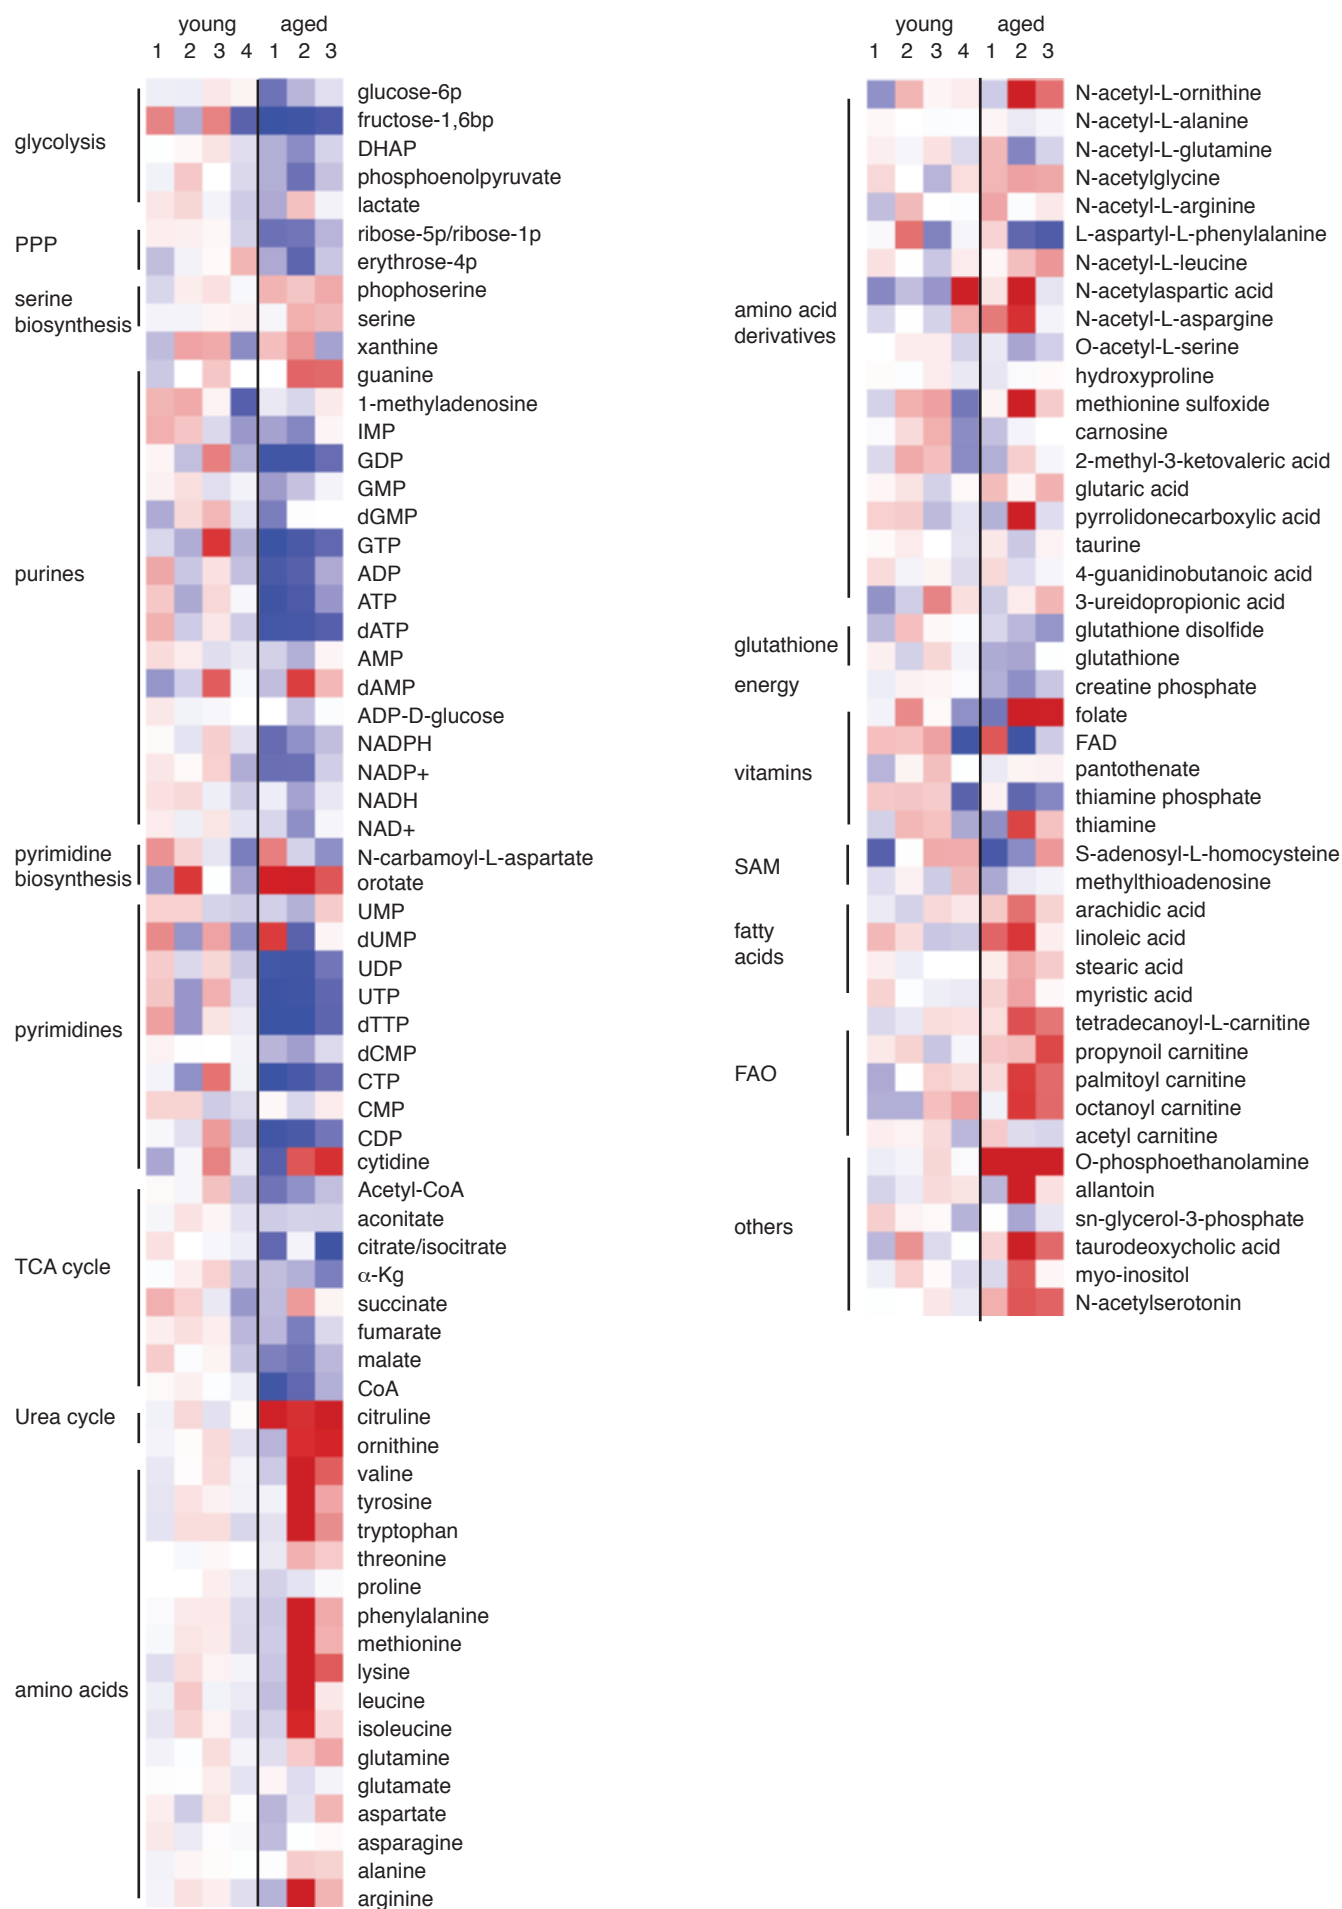 young aged
1 2 3 4 1 2 3
glycolysis
glucose-6p
fructose-1,6bp
DHAP
phosphoenolpyruvate
lactate
PPP
ribose-5p/ribose-1p
erythrose-4p
serine
biosynthesis
phophoserine
serine
xanthine
purines
guanine
1-methyladenosine
IMP
GDP
GMP
dGMP
GTP
ADP
ATP
dATP
AMP
dAMP
ADP-D-glucose
NADPH
NADP+
NADH
NAD+
pyrimidine
biosynthesis
N-carbamoyl-L-aspartate
orotate
pyrimidines
UMP
dUMP
UDP
UTP
dTTP
dCMP
CTP
CMP
CDP
cytidine
TCA cycle
Acetyl-CoA
aconitate
citrate/isocitrate
α-Kg
succinate
fumarate
malate
CoA
Urea cycle
citruline
ornithine
amino acids
valine
tyrosine
tryptophan
threonine
proline
phenylalanine
methionine
lysine
leucine
isoleucine
glutamine
glutamate
aspartate
asparagine
alanine
arginine
young aged
1 2 3 4 1 2 3
amino acid
derivatives
N-acetyl-L-ornithine
N-acetyl-L-alanine
N-acetyl-L-glutamine
N-acetylglycine
N-acetyl-L-arginine
L-aspartyl-L-phenylalanine
N-acetyl-L-leucine
N-acetylaspartic acid
N-acetyl-L-aspargine
O-acetyl-L-serine
hydroxyproline
methionine sulfoxide
carnosine
2-methyl-3-ketovaleric acid
glutaric acid
pyrrolidonecarboxylic acid
taurine
4-guanidinobutanoic acid
3-ureidopropionic acid
glutathione
glutathione disolfide
glutathione
energy
creatine phosphate
vitamins
folate
FAD
pantothenate
thiamine phosphate
thiamine
SAM
S-adenosyl-L-homocysteine
methylthioadenosine
fatty
acids
arachidic acid
linoleic acid
stearic acid
myristic acid
FAO
tetradecanoyl-L-carnitine
propynoil carnitine
palmitoyl carnitine
octanoyl carnitine
acetyl carnitine
others
O-phosphoethanolamine
allantoin
sn-glycerol-3-phosphate
taurodeoxycholic acid
myo-inositol
N-acetylserotonin